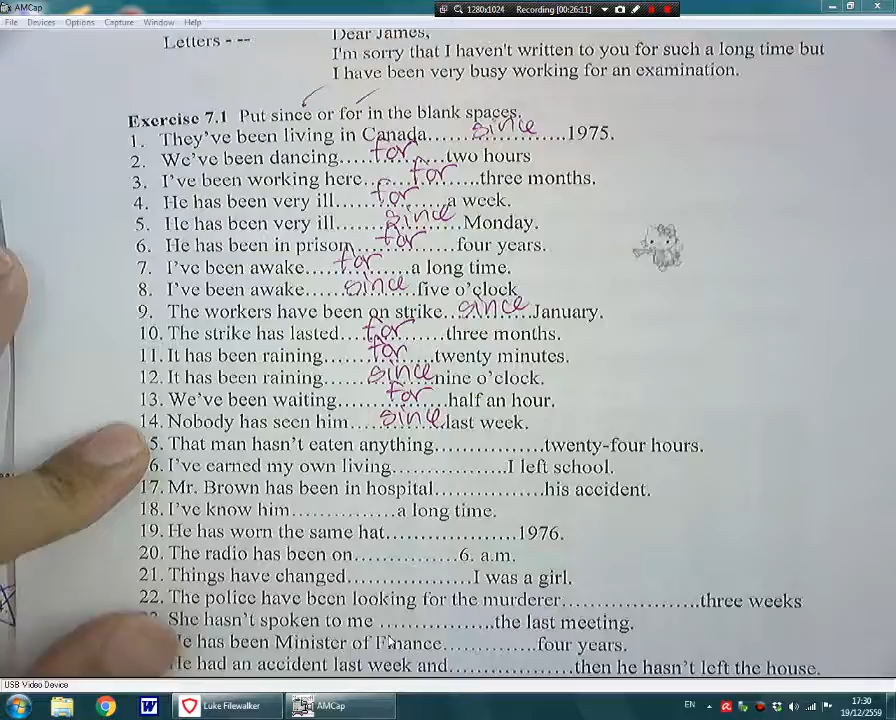 AMCap
1280x1024 Recording [00:26:11]
File Devices Options Capture Window Help
Dear James,
Letters - -- I'm sorry that I haven't written to you for such a long time but
I have been very busy working for an examination.
Exercise 7.1 Put since or for in the blank spaces.
1. They've been living in Canada......since......1975.
2. We've been dancing.....for......two hours
3. I've been working here......for......three months.
4. He has been very ill......for......a week.
5. He has been very ill......since......Monday.
6. He has been in prison......for......four years.
7. I've been awake......for......a long time.
8. I've been awake......since.....five o'clock
9. The workers have been on strike...since......January.
10. The strike has lasted.....for......three months.
11. It has been raining......for......twenty minutes.
12. It has been raining......since.nine o'clock.
13. We've been waiting......for......half an hour.
14. Nobody has seen him......since.last week.
5. That man hasn't eaten anything....................twenty-four hours.
6. I've earned my own living.....................I left school.
17. Mr. Brown has been in hospital....................his accident.
18. I've know him...................a long time.
19. He has worn the same hat........................1976.
20. The radio has been on...................6. a.m.
21. Things have changed.......................I was a girl.
22. The police have been looking for the murderer.........................three weeks
She hasn't spoken to me .....................the last meeting.
He has been Minister of Finance.................four years.
He had an accident last week and.......................then he hasn't left the house.
USB Video Device
Luke Filewalker AMCap EN 17:30
19/12/2559